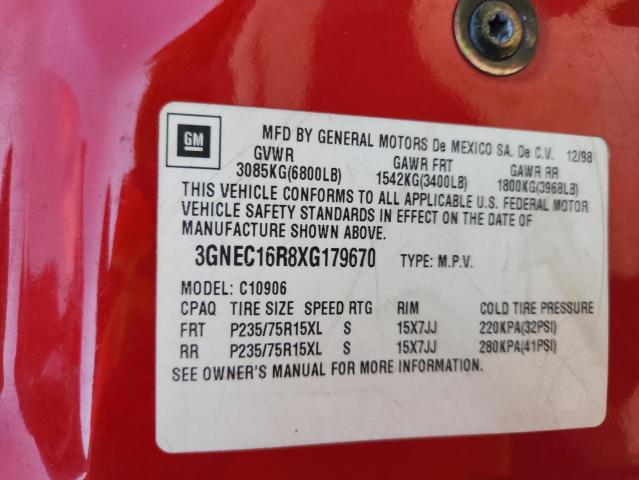 GM
MFD BY GENERAL MOTORS De MEXICO SA. De C.V. 12/98
GVWR GAWR FRT GAWR RR
3085KG(6800LB) 1542KG(3400LB) 1800KG(3968LB)
THIS VEHICLE CONFORMS TO ALL APPLICABLE U.S. FEDERAL MOTOR
VEHICLE SAFETY STANDARDS IN EFFECT ON THE DATE OF
MANUFACTURE SHOWN ABOVE.
3GNEC16R8XG179670 TYPE: M.P.V.
MODEL: C10906
CPAQ TIRE SIZE SPEED RTG RIM COLD TIRE PRESSURE
FRT P235/75R15XL S 15X7JJ 220KPA(32PSI)
RR P235/75R15XL S 15X7JJ 280KPA(41PSI)
SEE OWNER'S MANUAL FOR MORE INFORMATION.